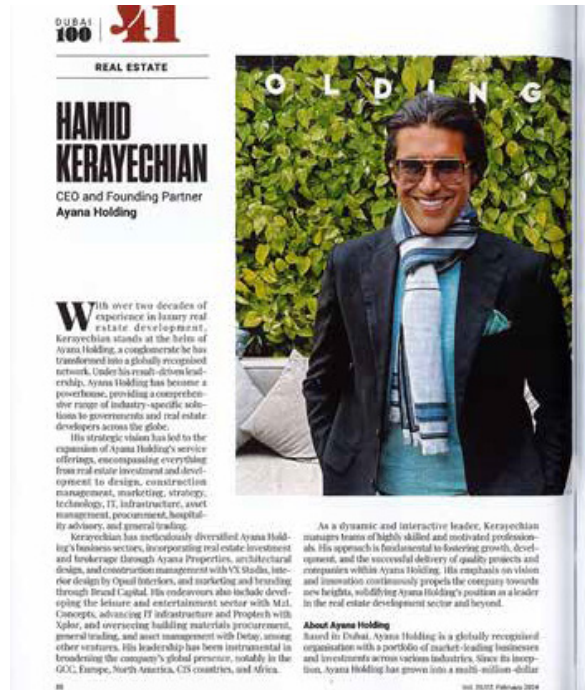 DUBAI
100
41
REAL ESTATE
OLDING
HAMID
KERAYECHIAN
CEO and Founding Partner
Ayana Holding
With over two decades of
experience in luxury real
estate development,
Kerayechian stands at the helm of
Ayana Holding, a conglomerate he has
transformed into a globally recognised
network. Under his result-driven lead-
ership, Ayana Holding has become a
powerhouse, providing a comprehen-
sive range of industry-specific solu-
tions to governments and real estate
developers across the globe.
His strategic vision has led to the
expansion of Ayana Holding's service
offerings, encompassing everything
from real estate investment and devel-
opment to design, construction
management, marketing, strategy,
technology, IT, infrastructure, asset
management, procurement, hospital-
ity advisory, and general trading.
Kerayechian has meticulously diversified Ayana Hold-
ing's business sectors, incorporating real estate investment
and brokerage through Ayana Properties, architectural
design, and construction management with VX Studio, inte-
rior design by Opaal Interiors, and marketing and branding
through Brand Capital. His endeavours also include devel-
oping the leisure and entertainment sector with
Concepts, advancing IT infrastructure and Proptech with
Xplor, and overseeing building materials procurement,
general trading, and asset management with Detay, among
other ventures. His leadership has been instrumental in
broadening the company's global presence, notably in the
GCC, Europe, North America, CIS countries, and Africa.
As a dynamic and interactive leader, Kerayechian
manages teams of highly skilled and motivated profession-
als. His approach is fundamental to fostering growth, devel-
opment, and the successful delivery of quality projects and
companies within Ayana Holding. His emphasis on vision
and innovation continuously propels the company towards
new heights, solidifying Ayana Holding's position as a leader
in the real estate development sector and beyond.
About Ayana Holding
Based in Dubai, Ayana Holding is a globally recognised
organisation with a portfolio of market-leading businesses
and investments across various industries. Since its incep-
tion, Ayana Holding has grown into a multi-million-dollar
February 2024